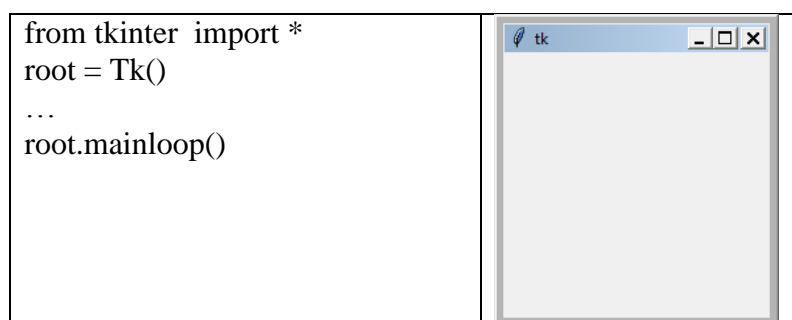 from tkinter  import *
root = Tk()
…
root.mainloop()
tk